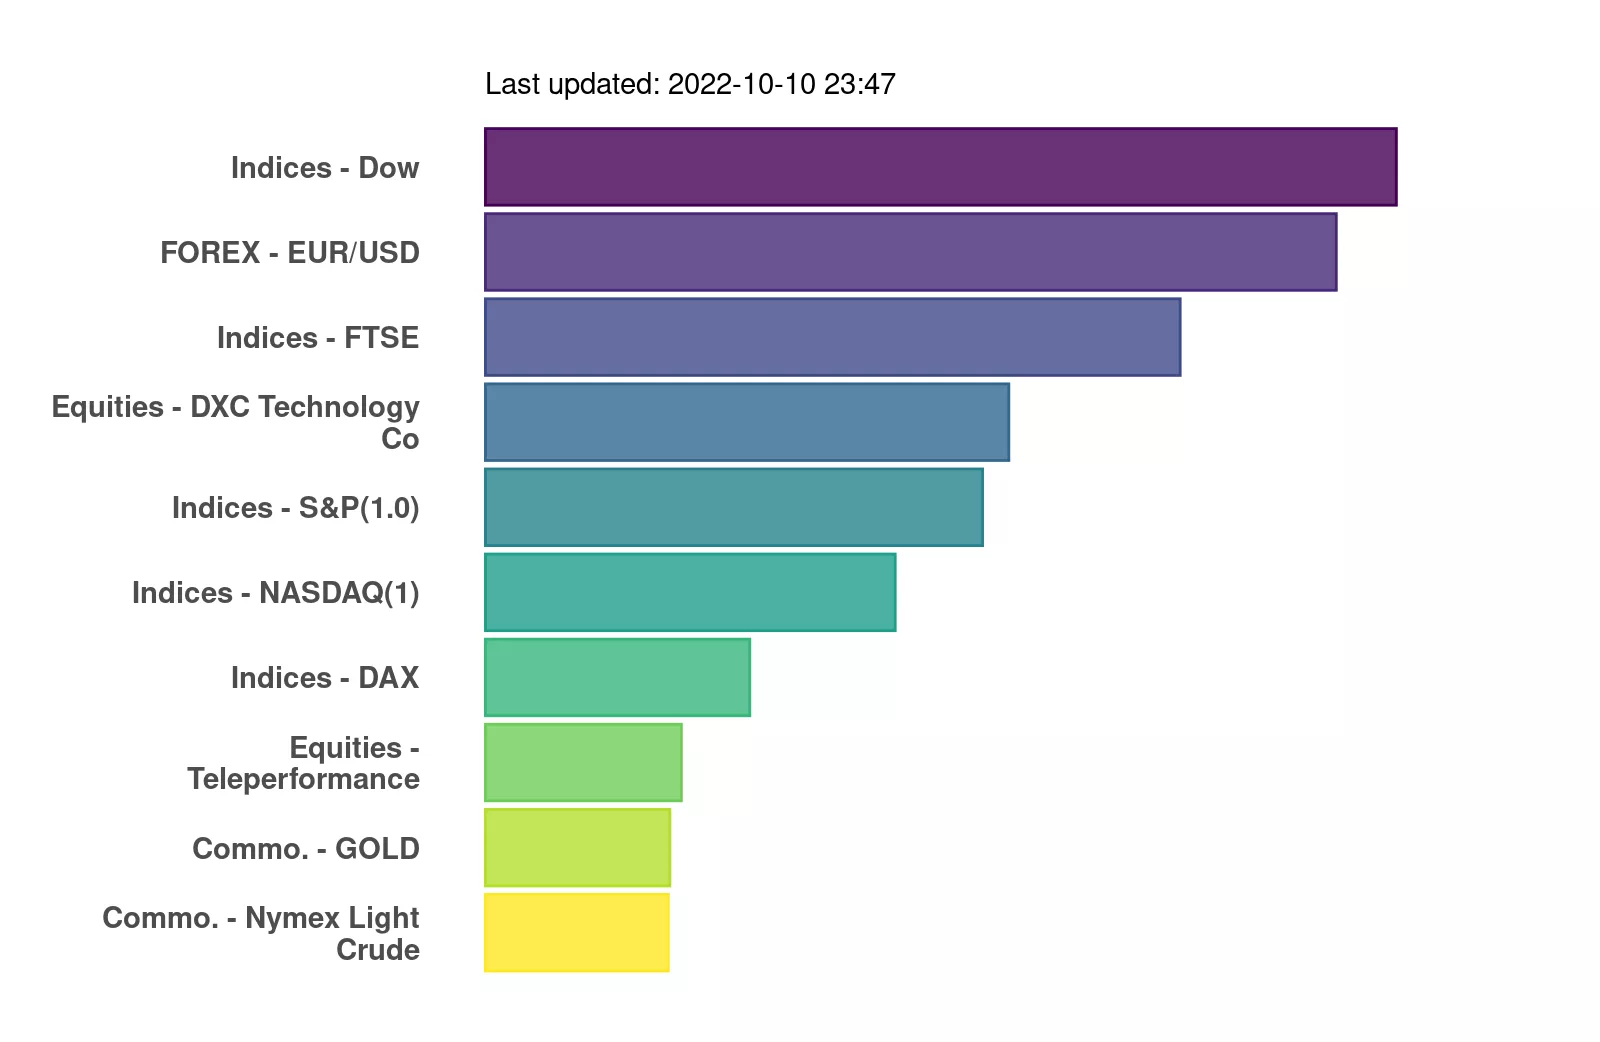 Last updated: 2022-10-10 23:47
Indices - Dow
FOREX - EUR/USD
Indices - FTSE
Equities - DXC Technology
Co
Indices - S&P(1.0)
Indices - NASDAQ(1)
Indices - DAX
Equities -
Teleperformance
Commo. - GOLD
Commo. - Nymex Light
Crude